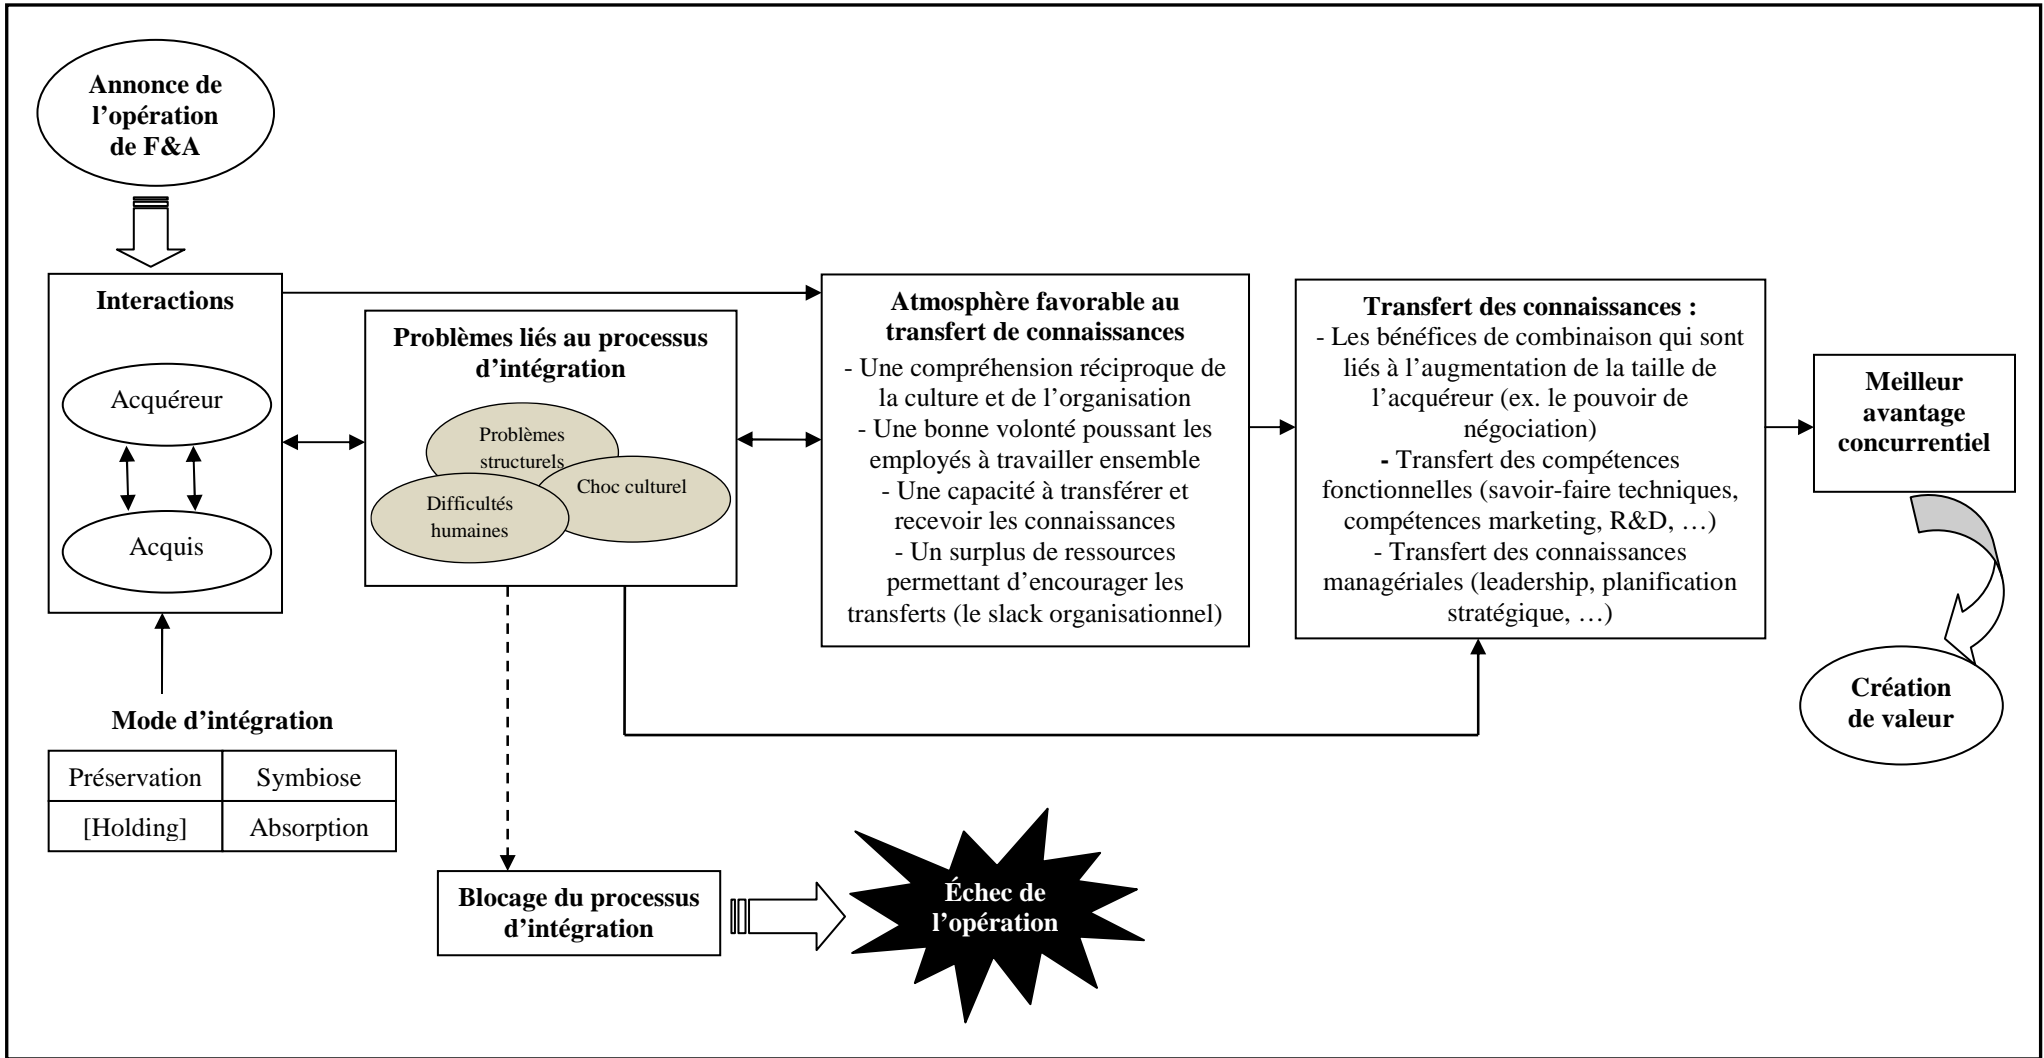 Annonce de
l’opération
de F&A
Interactions
Acquéreur
Acquis
Mode d’intégration
Préservation
Symbiose
[Holding]
Absorption
Problèmes liés au processus
d’intégration
Problèmes
structurels
Choc culturel
Difficultés
humaines
Blocage du processus
d’intégration
Échec de
l’opération
Atmosphère favorable au
transfert de connaissances
- Une compréhension réciproque de
la culture et de l’organisation
- Une bonne volonté poussant les
employés à travailler ensemble
- Une capacité à transférer et
recevoir les connaissances
- Un surplus de ressources
permettant d’encourager les
transferts (le slack organisationnel)
Transfert des connaissances :
- Les bénéfices de combinaison qui sont
liés à l’augmentation de la taille de
l’acquéreur (ex. le pouvoir de
négociation)
- Transfert des compétences
fonctionnelles (savoir-faire techniques,
compétences marketing, R&D, …)
- Transfert des connaissances
managériales (leadership, planification
stratégique, …)
Meilleur
avantage
concurrentiel
Création
de valeur